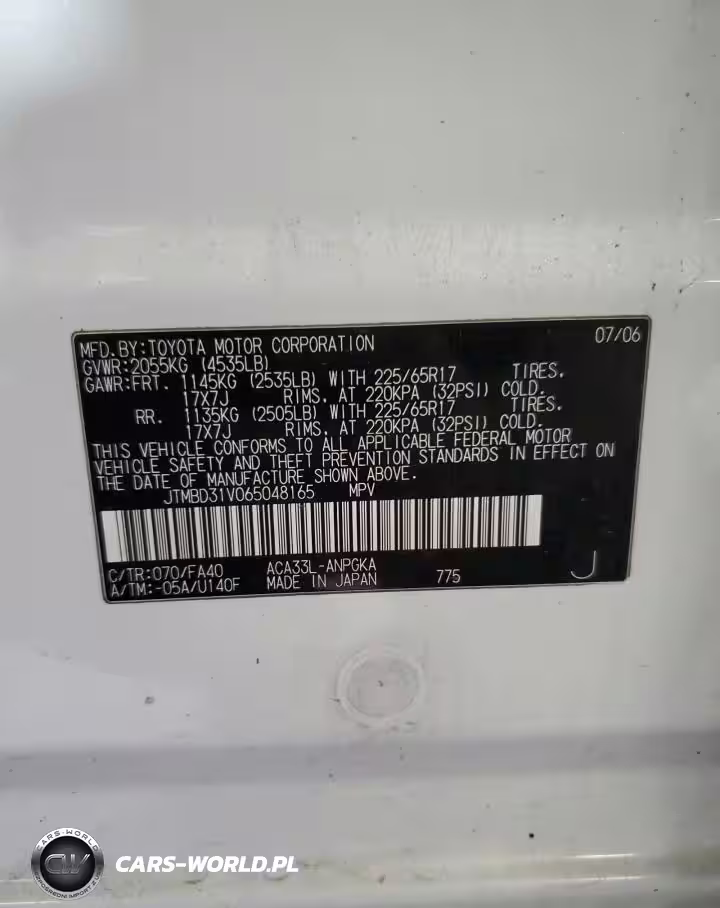 MFD.BY:TOYOTA MOTOR CORPORATION 07/06
GVWR:2055KG (4535LB)
GAWR:FRT. 1145KG (2535LB) WITH 225/65R17 TIRES.
17X7J RIMS. AT 220KPA (32PSI) COLD.
RR. 1135KG (2505LB) WITH 225/65R17 TIRES.
17X7J RIMS. AT 220KPA (32PSI) COLD.
THIS VEHICLE CONFORMS TO ALL APPLICABLE FEDERAL MOTOR
VEHICLE SAFETY AND THEFT PREVENTION STANDARDS IN EFFECT ON
THE DATE OF MANUFACTURE SHOWN ABOVE.
JTMBD31V065048165 MPV
C/TR:070/FA40 ACA33L-ANPGKA
A/TM:-05A/U140F MADE IN JAPAN 775 J
CARS-WORLD
CW
CARS-WORLD.PL